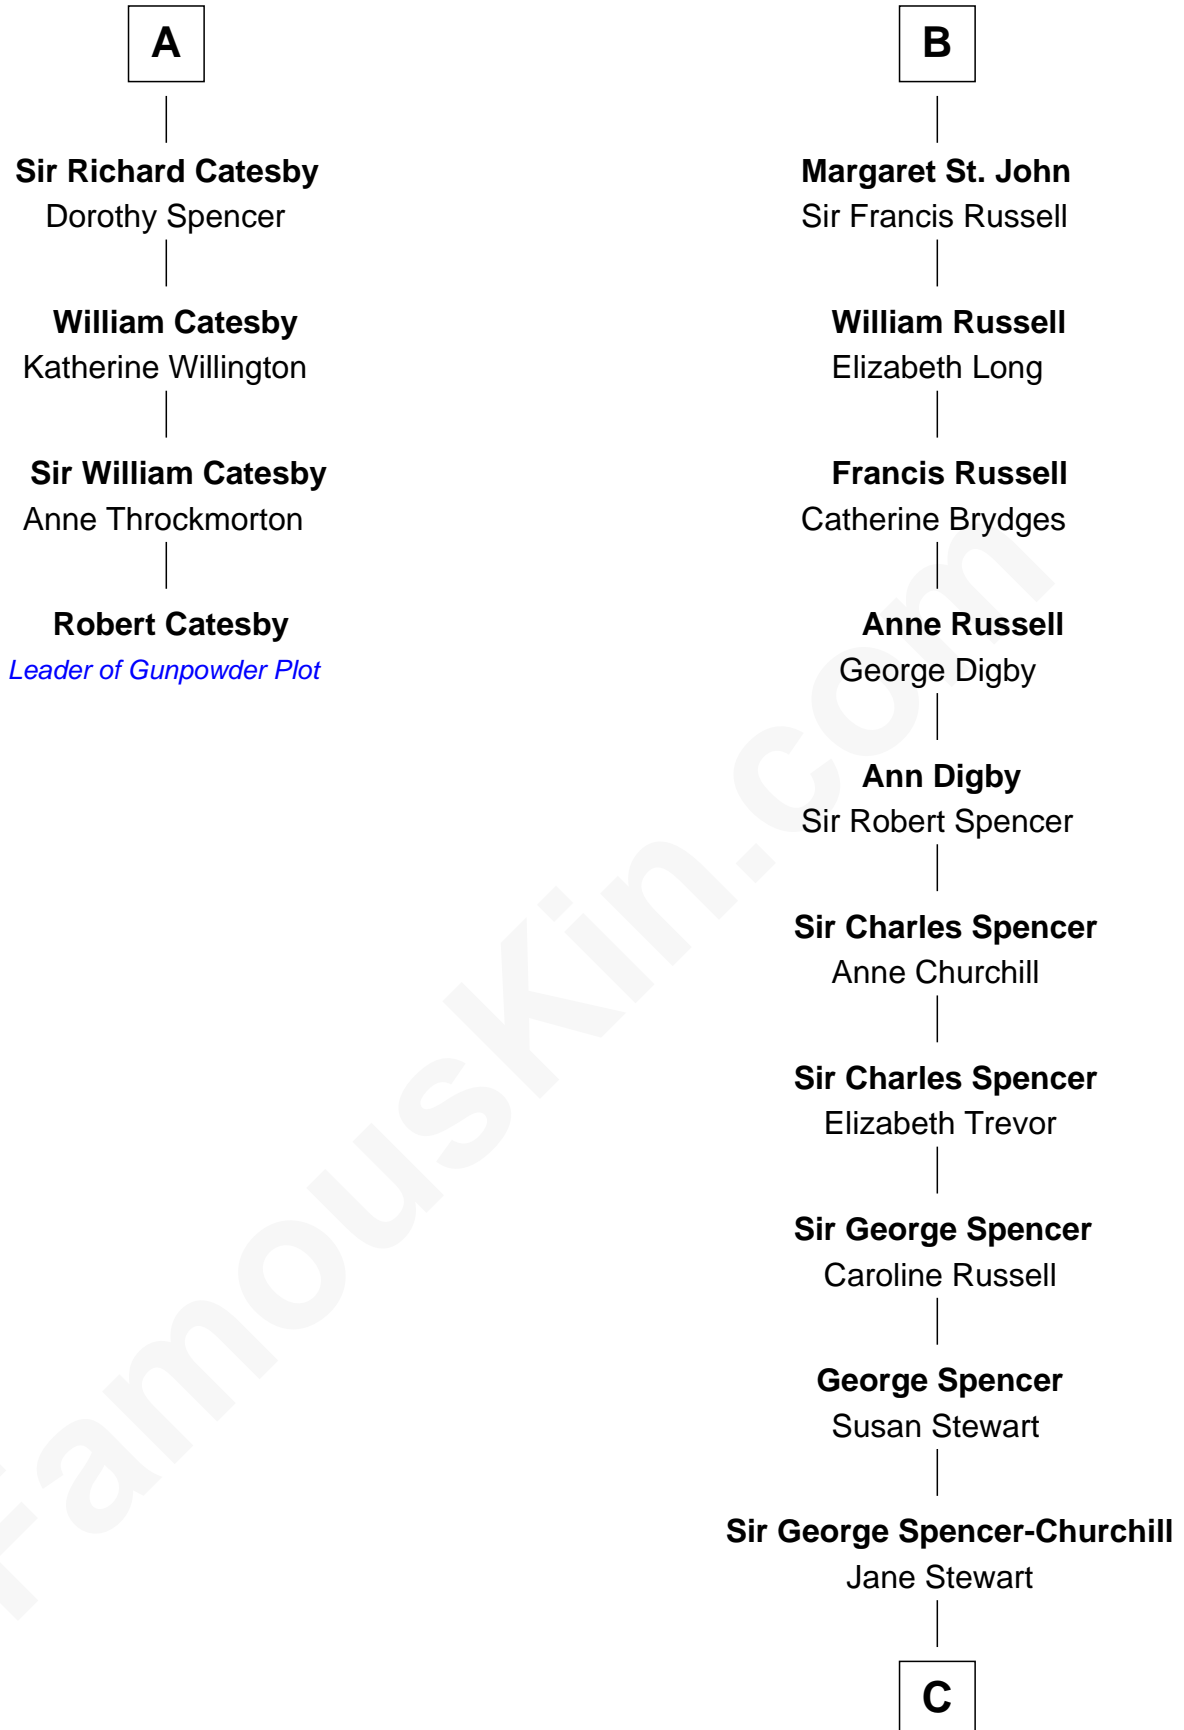 A
Sir Richard Catesby
Dorothy Spencer
William Catesby
Katherine Willington
Sir William Catesby
Anne Throckmorton
Robert Catesby
Leader of Gunpowder Plot
B
Margaret St. John
Sir Francis Russell
William Russell
Elizabeth Long
Francis Russell
Catherine Brydges
Anne Russell
George Digby
Ann Digby
Sir Robert Spencer
Sir Charles Spencer
Anne Churchill
Sir Charles Spencer
Elizabeth Trevor
Sir George Spencer
Caroline Russell
George Spencer
Susan Stewart
Sir George Spencer-Churchill
Jane Stewart
C
FamousKin.com